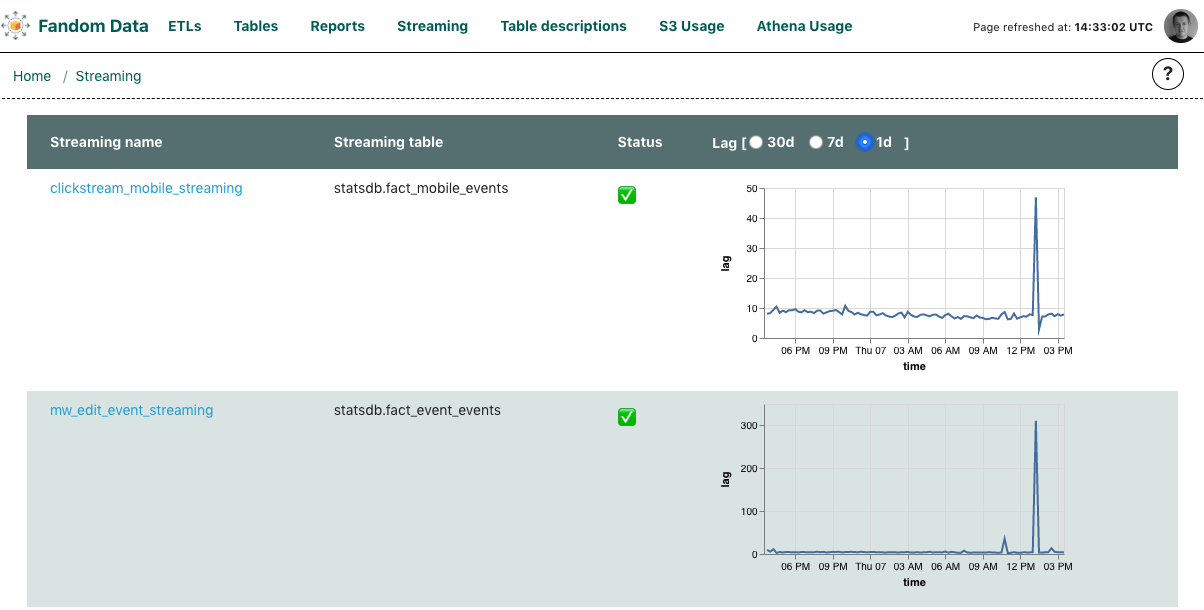 Fandom Data ETLs Tables Reports Streaming Table descriptions S3 Usage Athena Usage Page refreshed at: 14:33:02 UTC
Home / Streaming ?
Streaming name Streaming table Status Lag [ 30d 7d 1d ]
clickstream_mobile_streaming statsdb.fact_mobile_events
50
40
30
20
10
0
lag
06 PM 09 PM Thu 07 03 AM 06 AM 09 AM 12 PM 03 PM
time
mw_edit_event_streaming statsdb.fact_event_events
300
200
100
0
lag
06 PM 09 PM Thu 07 03 AM 06 AM 09 AM 12 PM 03 PM
time